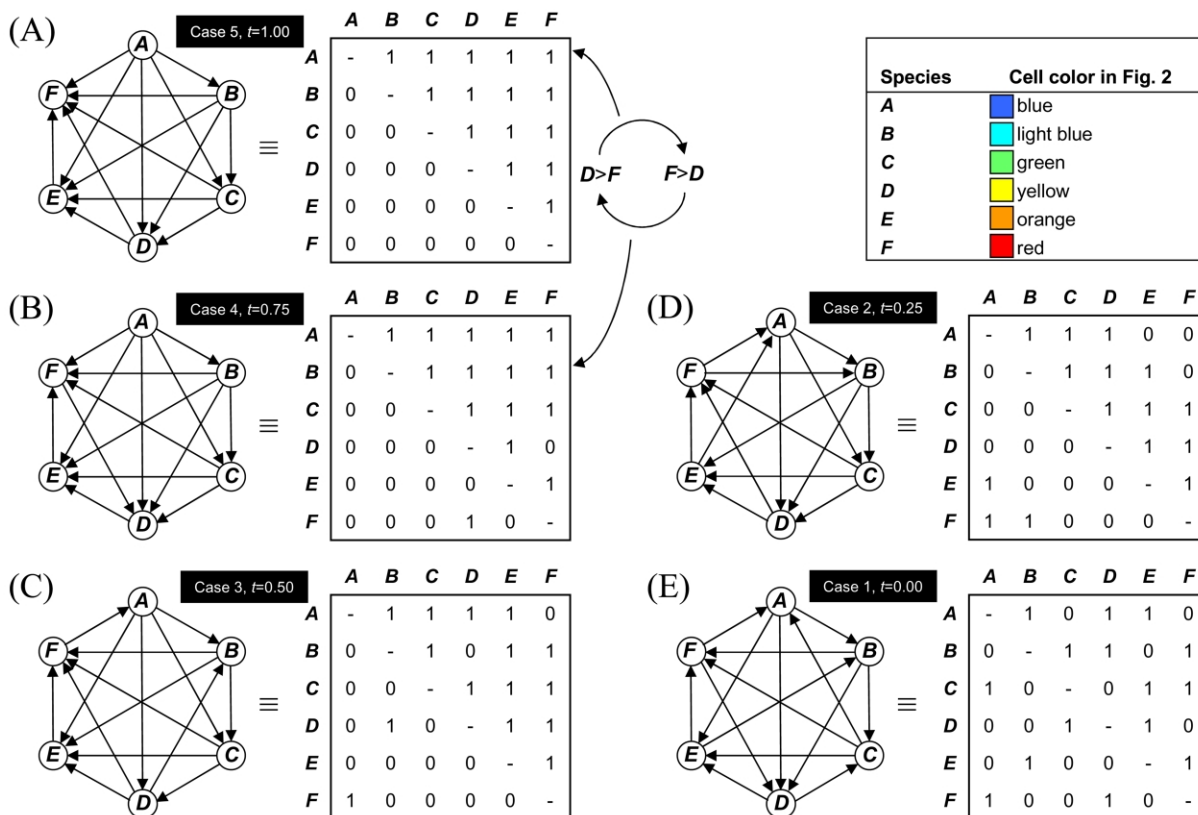 (A)
Case 5, t=1.00
A B C D E F
A - 1 1 1 1 1
B 0 - 1 1 1 1
C 0 0 - 1 1 1
D 0 0 0 - 1 1
E 0 0 0 0 - 1
F 0 0 0 0 0 -
A
B
C
D
E
F
≡
D>F
F>D
Species Cell color in Fig. 2
A blue
B light blue
C green
D yellow
E orange
F red
(B)
Case 4, t=0.75
A B C D E F
A - 1 1 1 1 1
B 0 - 1 1 1 1
C 0 0 - 1 1 1
D 0 0 0 - 1 0
E 0 0 0 0 - 1
F 0 0 0 1 0 -
A
B
C
D
E
F
≡
(D)
Case 2, t=0.25
A B C D E F
A - 1 1 1 0 0
B 0 - 1 1 1 0
C 0 0 - 1 1 1
D 0 0 0 - 1 1
E 1 0 0 0 - 1
F 1 1 0 0 0 -
A
B
C
D
E
F
≡
(C)
Case 3, t=0.50
A B C D E F
A - 1 1 1 1 0
B 0 - 1 0 1 1
C 0 0 - 1 1 1
D 0 1 0 - 1 1
E 0 0 0 0 - 1
F 1 0 0 0 0 -
A
B
C
D
E
F
≡
(E)
Case 1, t=0.00
A B C D E F
A - 1 0 1 1 0
B 0 - 1 1 0 1
C 1 0 - 0 1 1
D 0 0 1 - 1 0
E 0 1 0 0 - 1
F 1 0 0 1 0 -
A
B
C
D
E
F
≡